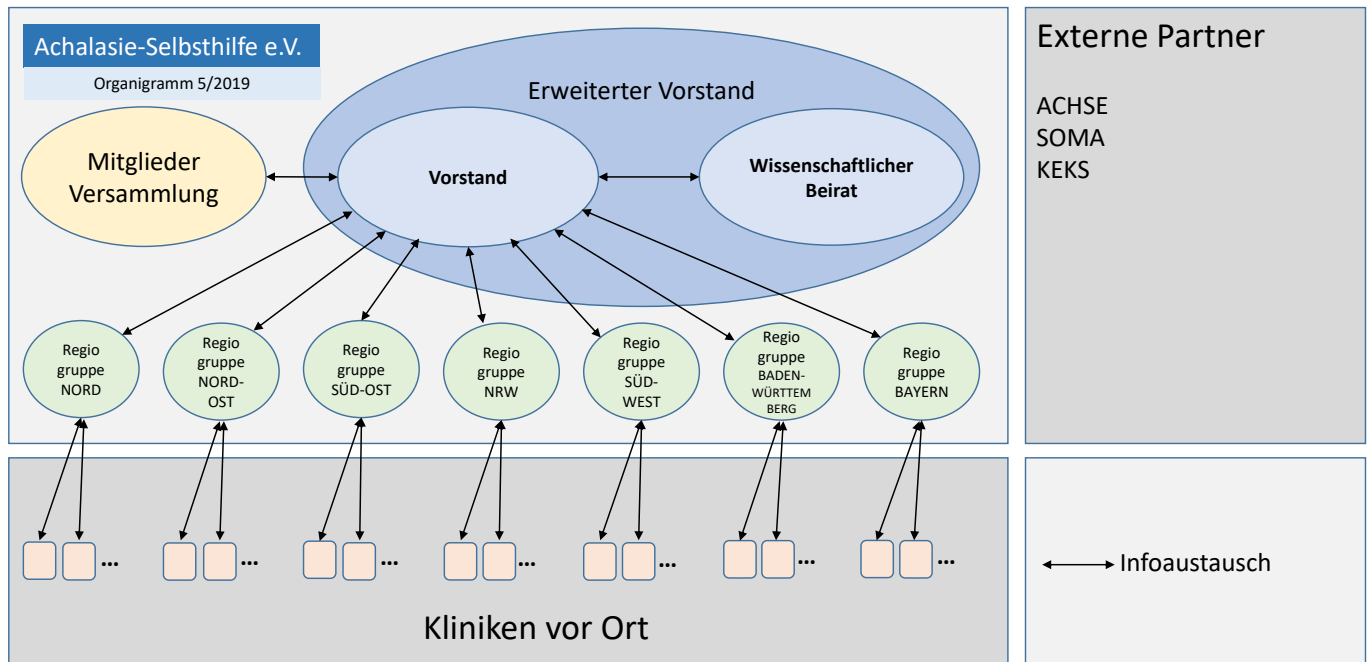 Achalasie-Selbsthilfe e.V.
Organigramm 5/2019
Erweiterter Vorstand
Mitglieder
Versammlung
Vorstand
Wissenschaftlicher
Beirat
Regio
gruppe
NORD
Regio
gruppe
NORD-
OST
Regio
gruppe
SÜD-OST
Regio
gruppe
NRW
Regio
gruppe
SÜD-
WEST
Regio
gruppe
BADEN-
WÜRTTEM
BERG
Regio
gruppe
BAYERN
...
...
...
...
...
...
...
Kliniken vor Ort
Externe Partner
ACHSE
SOMA
KEKS
Infoaustausch